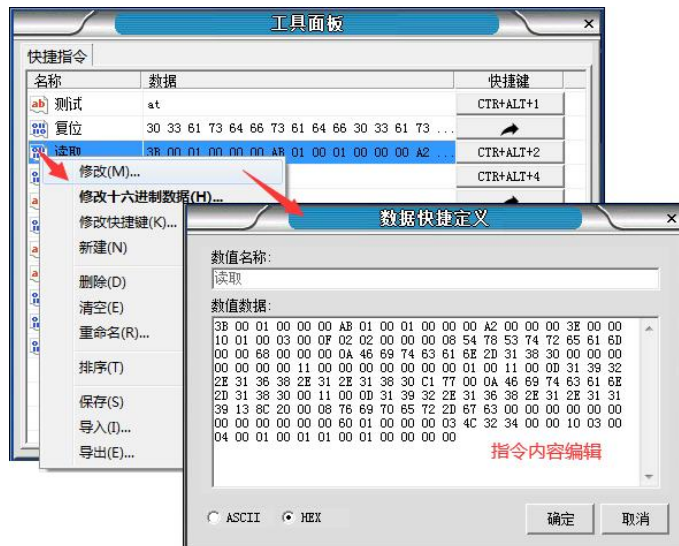 工具面板
快捷指令
名称 数据 快捷键
测试 at CTR+ALT+1
复位 30 33 61 73 64 66 73 61 64 66 30 33 61 73 ...
读取 3B 00 01 00 00 00 AB 01 00 01 00 00 00 A2 ... CTR+ALT+2
CTR+ALT+4
修改(M)...
修改十六进制数据(H)...
修改快捷键(K)...
新建(N)
删除(D)
清空(E)
重命名(R)...
排序(T)
保存(S)
导入(I)...
导出(E)...
数据快捷定义
数值名称:
读取
数值数据:
3B 00 01 00 00 00 AB 01 00 01 00 00 00 A2 00 00 00 3E 00 00
10 01 00 03 00 0F 02 02 00 00 00 08 54 78 53 74 72 65 61 6D
00 00 68 00 00 00 0A 46 69 74 63 61 6E 2D 31 38 30 00 00 00
00 00 00 00 11 00 00 00 00 00 00 00 01 00 11 00 0D 31 39 32
2E 31 36 38 2E 31 2E 31 38 30 C1 77 00 0A 46 69 74 63 61 6E
2D 31 38 30 00 11 00 0D 31 39 32 2E 31 36 38 2E 31 2E 31 31
39 13 8C 20 00 08 76 69 70 65 72 2D 67 63 00 00 00 00 00 00
00 00 00 00 00 00 60 01 00 00 00 03 4C 32 34 00 00 10 03 00
04 00 01 00 01 01 00 01 00 00 00 00
指令内容编辑
ASCII HEX
确定 取消